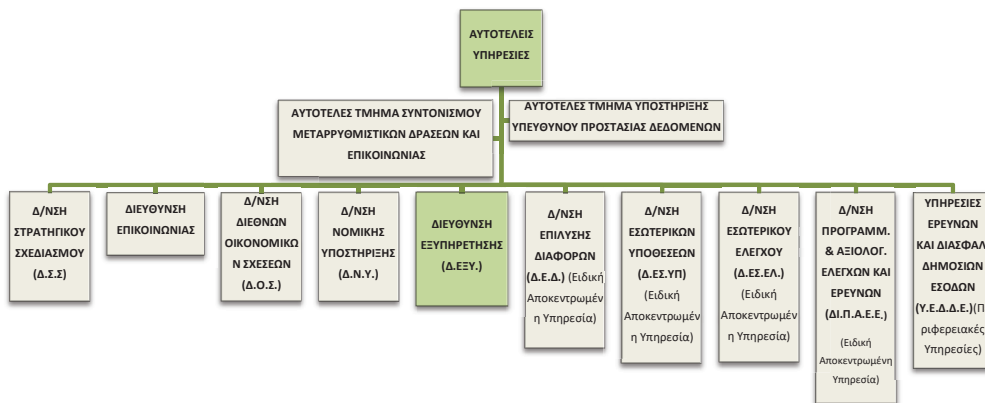 ΑΥΤΟΤΕΛΕΙΣ
ΥΠΗΡΕΣΙΕΣ
ΑΥΤΟΤΕΛΕΣ ΤΜΗΜΑ ΣΥΝΤΟΝΙΣΜΟΥ
ΜΕΤΑΡΡΥΘΜΙΣΤΙΚΩΝ ΔΡΑΣΕΩΝ ΚΑΙ
ΕΠΙΚΟΙΝΩΝΙΑΣ
ΑΥΤΟΤΕΛΕΣ ΤΜΗΜΑ ΥΠΟΣΤΗΡΙΞΗΣ
ΥΠΕΥΘΥΝΟΥ ΠΡΟΣΤΑΣΙΑΣ ΔΕΔΟΜΕΝΩΝ
Δ/ΝΣΗ
ΣΤΡΑΤΗΓΙΚΟΥ
ΣΧΕΔΙΑΣΜΟΥ
(Δ.Σ.Σ)
ΔΙΕΥΘΥΝΣΗ
ΕΠΙΚΟΙΝΩΝΙΑΣ
Δ/ΝΣΗ
ΔΙΕΘΝΩΝ
ΟΙΚΟΝΟΜΙΚΩ
Ν ΣΧΕΣΕΩΝ
(Δ.Ο.Σ.)
Δ/ΝΣΗ
ΝΟΜΙΚΗΣ
ΥΠΟΣΤΗΡΙΞΗΣ
(Δ.Ν.Υ.)
ΔΙΕΥΘΥΝΣΗ
ΕΞΥΠΗΡΕΤΗΣΗΣ
(Δ.ΕΞΥ.)
Δ/ΝΣΗ
ΕΠΙΛΥΣΗΣ
ΔΙΑΦΟΡΩΝ
(Δ.Ε.Δ.) (Ειδική
Αποκεντρωμέν
η Υπηρεσία)
Δ/ΝΣΗ
ΕΣΩΤΕΡΙΚΩΝ
ΥΠΟΘΕΣΕΩΝ
(Δ.ΕΣ.ΥΠ)
(Ειδική
Αποκεντρωμέν
η Υπηρεσία)
Δ/ΝΣΗ
ΕΣΩΤΕΡΙΚΟΥ
ΕΛΕΓΧΟΥ
(Δ.ΕΣ.ΕΛ.)
(Ειδική
Αποκεντρωμέν
η Υπηρεσία)
Δ/ΝΣΗ
ΠΡΟΓΡΑΜΜ.
& ΑΞΙΟΛΟΓ.
ΕΛΕΓΧΩΝ ΚΑΙ
ΕΡΕΥΝΩΝ
(ΔΙ.Π.Α.Ε.Ε.)
(Ειδική
Αποκεντρωμένη
Υπηρεσία)
ΥΠΗΡΕΣΙΕΣ
ΕΡΕΥΝΩΝ
ΚΑΙ ΔΙΑΣΦΑΛ
ΔΗΜΟΣΙΩΝ
ΕΣΟΔΩΝ
(Υ.Ε.Δ.Δ.Ε.)(Π
ριφερειακές
Υπηρεσίες)